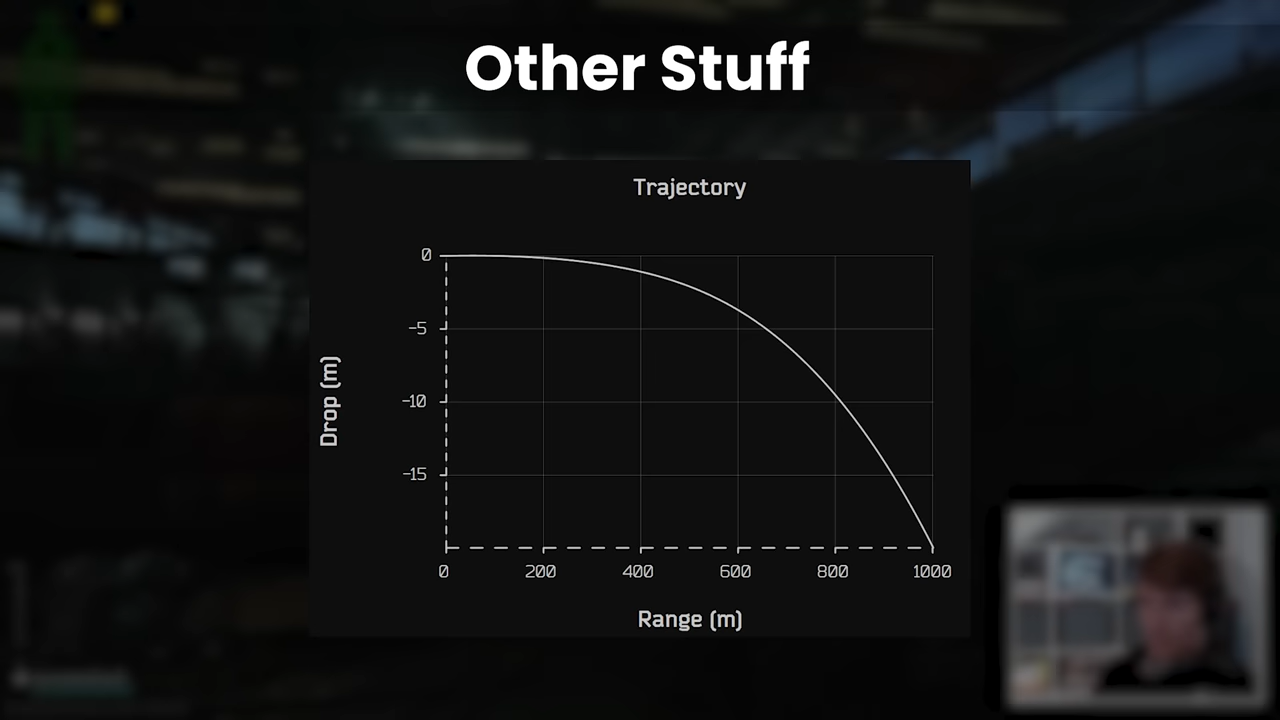 Other Stuff
Trajectory
0
-5
-10
-15
Drop (m)
0 200 400 600 800 1000
Range (m)